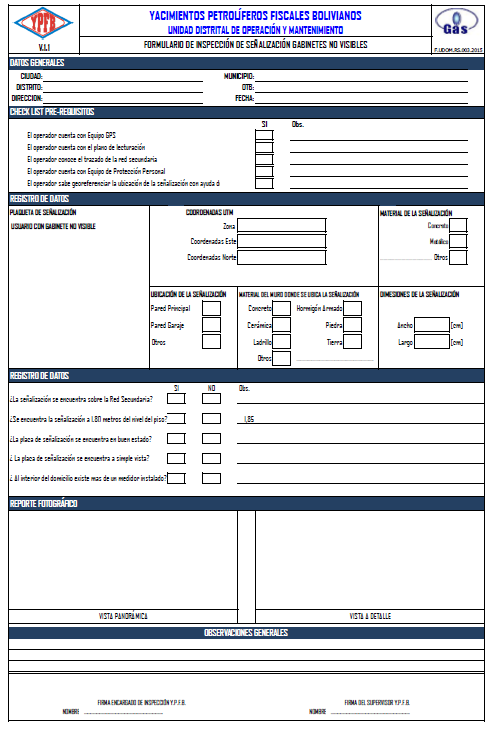 YPFB
V.1.1
YACIMIENTOS PETROLÍFEROS FISCALES BOLIVIANOS
UNIDAD DISTRITAL DE OPERACIÓN Y MANTENIMIENTO
FORMULARIO DE INSPECCIÓN DE SEÑALIZACIÓN GABINETES NO VISIBLES
Gas
F.UDOM.RS.003.2015
DATOS GENERALES
CIUDAD: MUNICIPIO:
DISTRITO: OTB:
DIRECCION: FECHA:
CHECK LIST PRE-REQUISITOS
SI Obs.
El operador cuenta con Equipo GPS
El operador cuenta con el plano de lecturación
El operador conoce el trazado de la red secundaria
El operador cuenta con Equipo de Protección Personal
El operador sabe georeferenciar la ubicación de la señalización con ayuda d
REGISTRO DE DATOS
PLAQUETA DE SEÑALIZACIÓN COORDENADAS UTM MATERIAL DE LA SEÑALIZACIÓN
USUARIO CON GABINETE NO VISIBLE Zona Concreto
Coordenadas Este Metálico
Coordenadas Norte Otros
UBICACIÓN DE LA SEÑALIZACIÓN MATERIAL DEL MURO DONDE SE UBICA LA SEÑALIZACIÓN DIMESIONES DE LA SEÑALIZACIÓN
Pared Principal Concreto Hormigón Armado
Pared Garaje Cerámica Piedra Ancho [cm]
Otros Ladrillo Tierra Largo [cm]
Otros
REGISTRO DE DATOS
SI NO Obs.
¿La señalización se encuentra sobre la Red Secundaria?
¿Se encuentra la señalización a 1,80 metros del nivel del piso? 1,85
¿La placa de señalización se encuentra en buen estado?
¿ La placa de señalización se encuentra a simple vista?
¿ Al interior del domicilio existe mas de un medidor instalado?
REPORTE FOTOGRÁFICO
VISTA PANORÁMICA VISTA A DETALLE
OBSERVACIONES GENERALES
FIRMA ENCARGADO DE INSPECCIÓN Y.P.F.B. FIRMA DEL SUPERVISOR Y.P.F.B.
NOMBRE NOMBRE